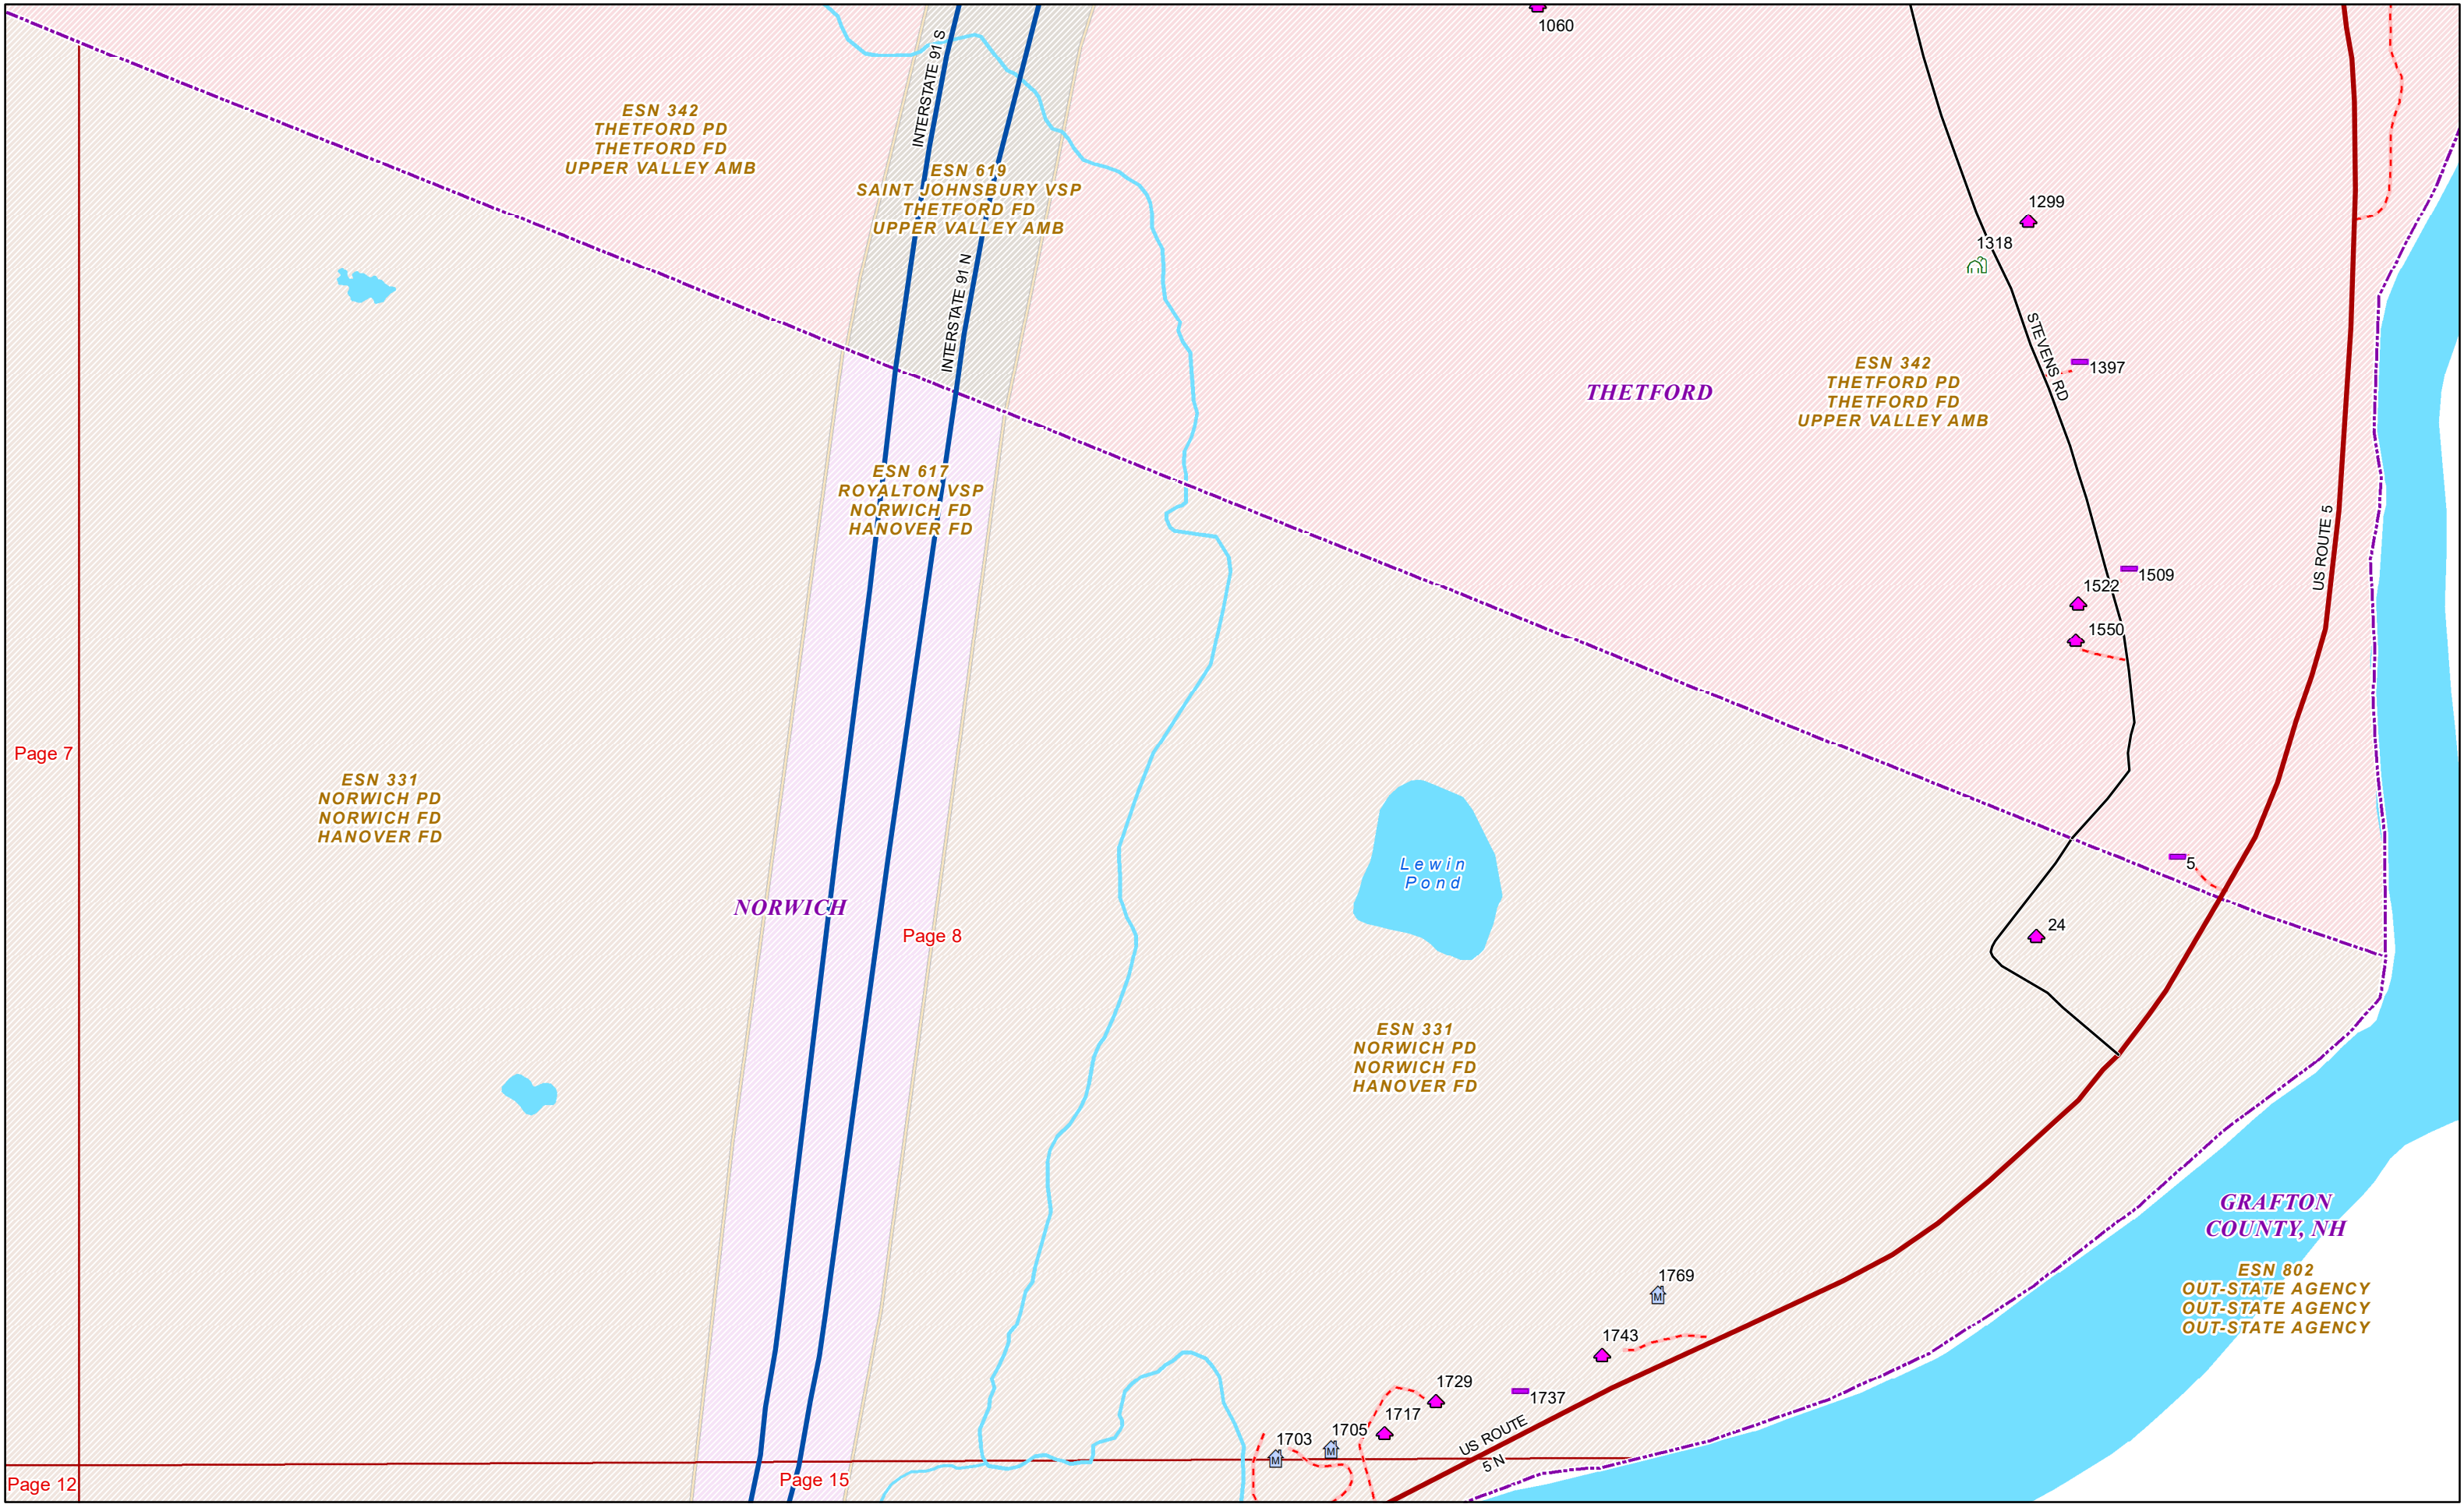 1060
INTERSTATE 91 S
ESN 342
THETFORD PD
THETFORD FD
UPPER VALLEY AMB
ESN 619
SAINT JOHNSBURY VSP
THETFORD FD
UPPER VALLEY AMB
1299
1318
INTERSTATE 91 N
STEVENS RD
1397
ESN 342
THETFORD PD
THETFORD FD
UPPER VALLEY AMB
THETFORD
ESN 617
ROYALTON VSP
NORWICH FD
HANOVER FD
US ROUTE 5
1509
1522
1550
Page 7
ESN 331
NORWICH PD
NORWICH FD
HANOVER FD
Lewin
Pond
5
NORWICH
Page 8
24
ESN 331
NORWICH PD
NORWICH FD
HANOVER FD
GRAFTON
COUNTY, NH
ESN 802
OUT-STATE AGENCY
OUT-STATE AGENCY
OUT-STATE AGENCY
1769
1743
1729
1737
1717
1705
1703
US ROUTE
5 N
Page 12
Page 15